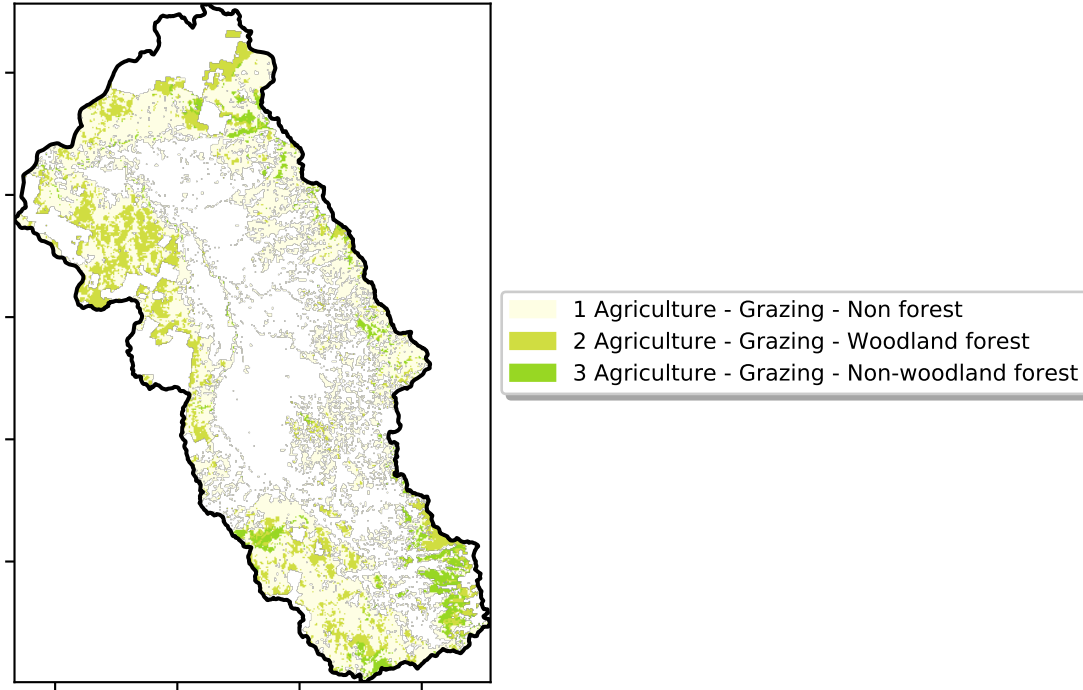 1 Agriculture - Grazing - Non forest
2 Agriculture - Grazing - Woodland forest
3 Agriculture - Grazing - Non-woodland forest